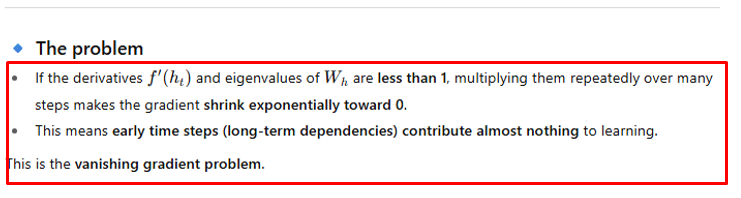 The problem
If the derivatives f′(hₜ) and eigenvalues of Wₕ are less than 1, multiplying them repeatedly over many
steps makes the gradient shrink exponentially toward 0.
This means early time steps (long-term dependencies) contribute almost nothing to learning.
This is the vanishing gradient problem.